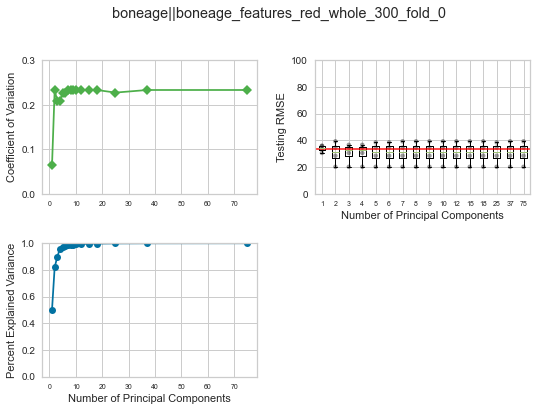 boneage||boneage_features_red_whole_300_fold_0
Coefficient of Variation
0.3
0.2
0.1
0.0
0 10 20 30 40 50 60 70
Testing RMSE
100
80
60
40
20
0
1 2 3 4 5 6 7 8 9 10 12 15 18 25 37 75
Number of Principal Components
Percent Explained Variance
1.0
0.8
0.6
0.4
0.2
0.0
0 10 20 30 40 50 60 70
Number of Principal Components